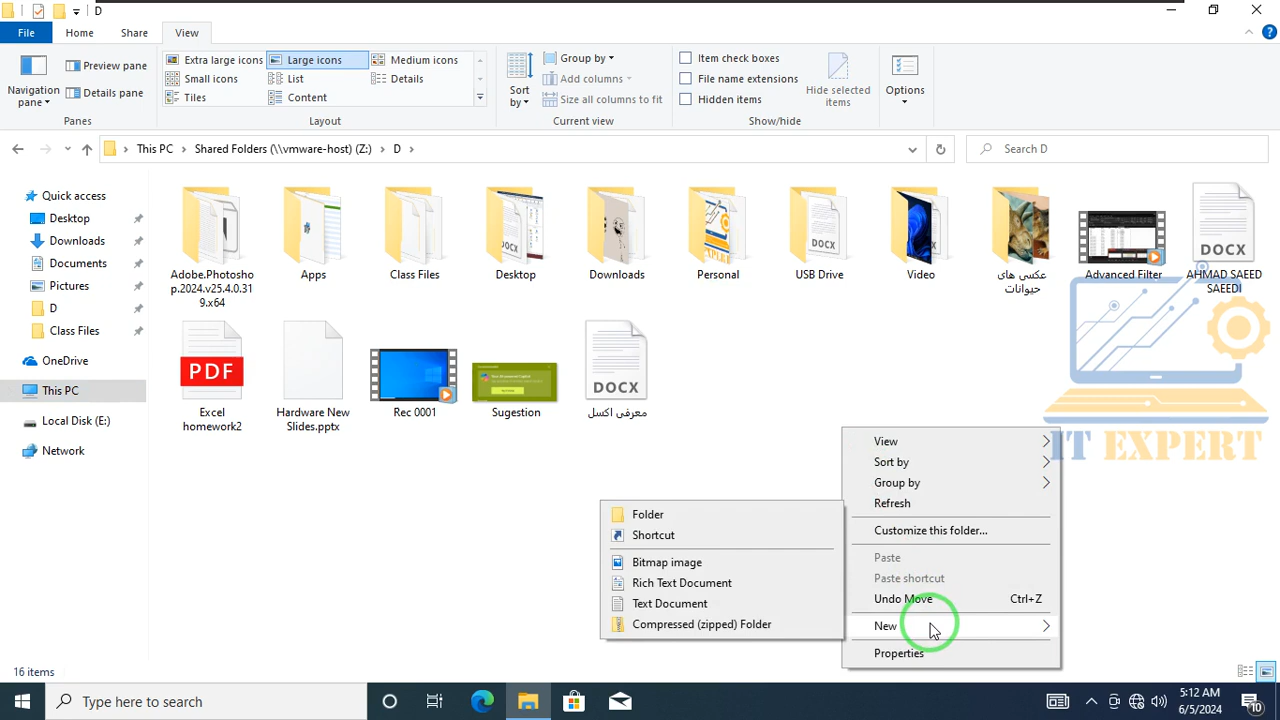 D
File
Home
Share
View
Navigation
pane
Preview pane
Details pane
Panes
Extra large icons
Large icons
Medium icons
Small icons
List
Details
Tiles
Content
Layout
Sort
by
Group by
Add columns
Size all columns to fit
Current view
Item check boxes
File name extensions
Hidden items
Hide selected
items
Show/hide
Options
This PC
Shared Folders (\\vmware-host) (Z:)
D
Search D
Quick access
Desktop
Downloads
Documents
Pictures
D
Class Files
OneDrive
This PC
Local Disk (E:)
Network
Adobe.Photosho
p.2024.v25.4.0.31
9.x64
Apps
Class Files
DOCX
Desktop
Downloads
EXPERT
Personal
DOCX
USB Drive
Video
عکسی های
حیوانات
Advanced Filter
DOCX
AHMAD SAEED
SAEEDI
PDF
Excel
homework2
Hardware New
Slides.pptx
Rec 0001
Sugestion
DOCX
معرفی اکسل
IT EXPERT
View
Sort by
Group by
Refresh
Customize this folder...
Paste
Paste shortcut
Undo Move Ctrl+Z
New
Properties
Folder
Shortcut
Bitmap image
Rich Text Document
Text Document
Compressed (zipped) Folder
16 items
Type here to search
5:12 AM
6/5/2024
10